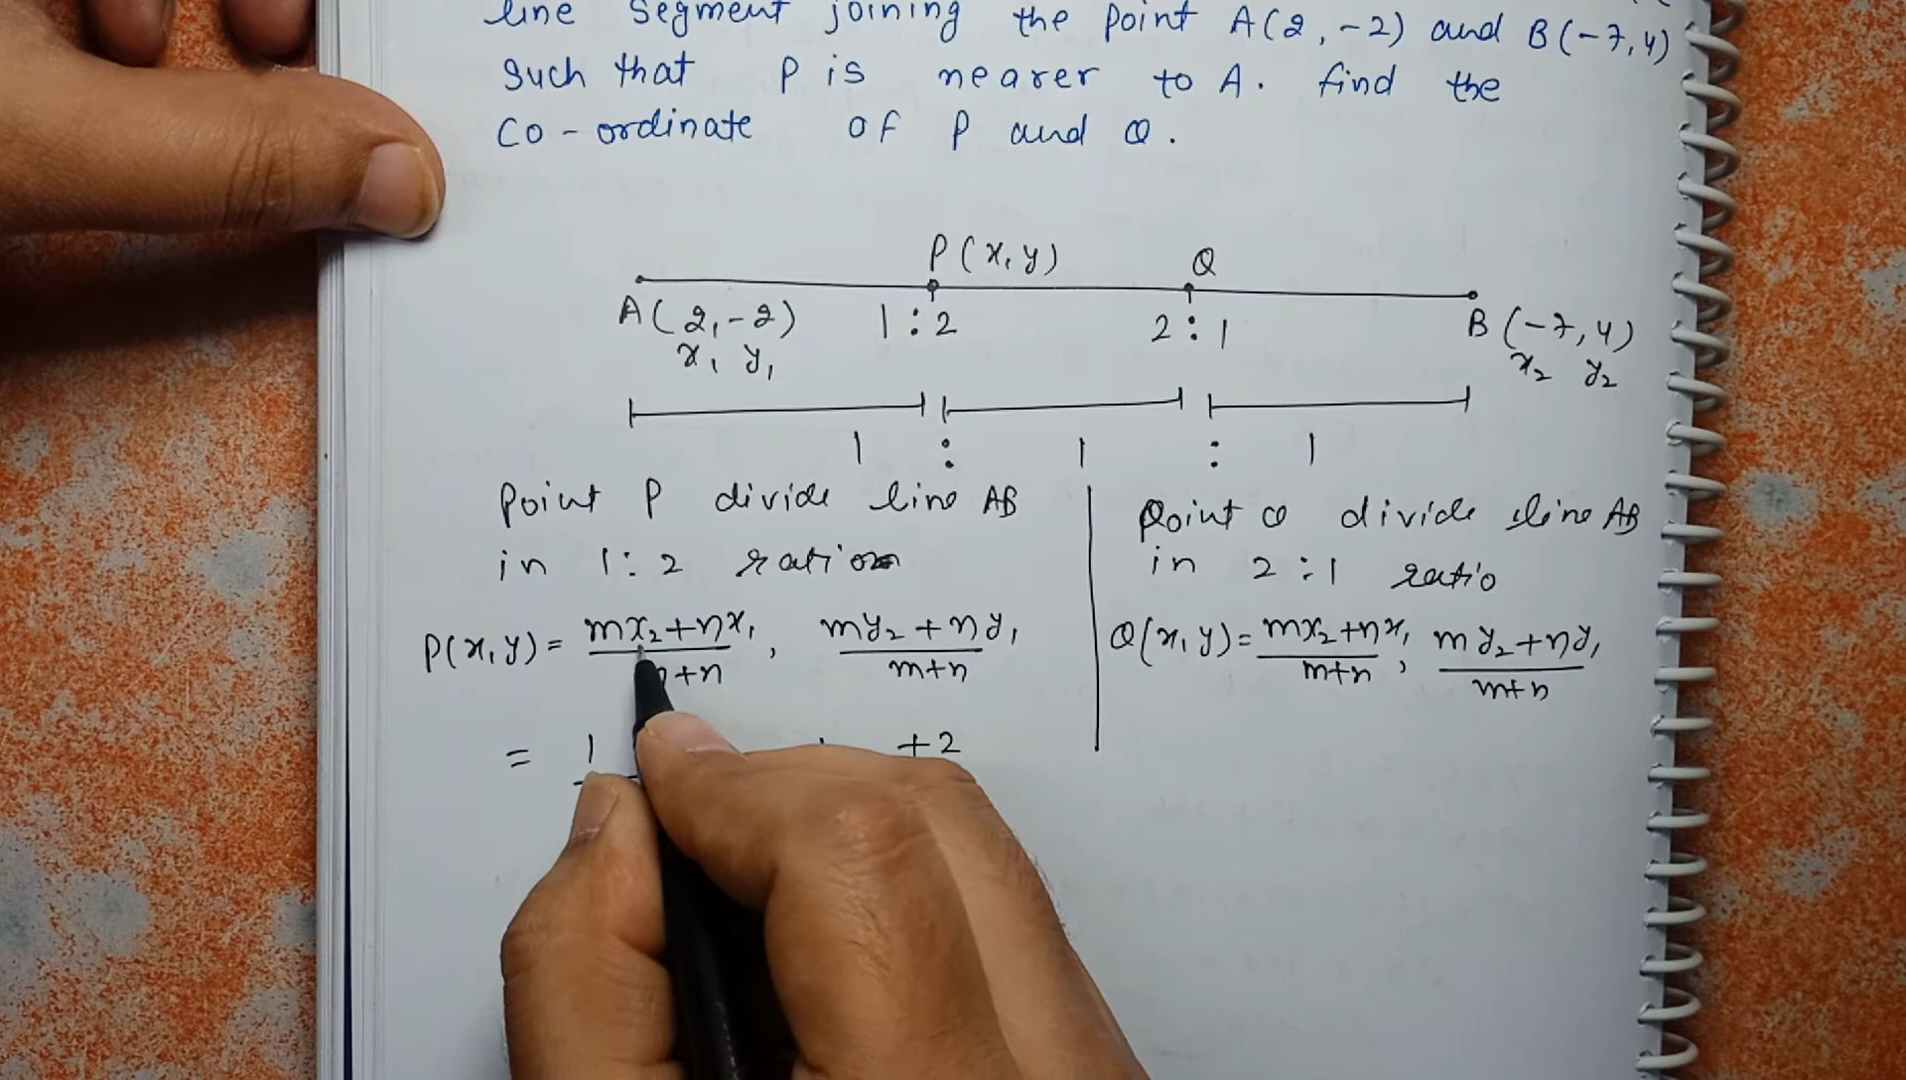 line segment joining the point A(2,-2) and B(-7,4)
such that P is nearer to A. find the
co-ordinate of P and Q.
P(x,y) Q
A(2,-2) 1:2 2:1 B(-7,4)
x₁ y₁ x₂ y₂
1 : 1 : 1
Point P divide line AB
in 1:2 ratio
P(x,y) = mx₂+nx₁, my₂+ny₁
+n m+n
= 1 +2
Point Q divide line AB
in 2:1 ratio
Q(x,y) = mx₂+nx₁, my₂+ny₁
m+n m+n